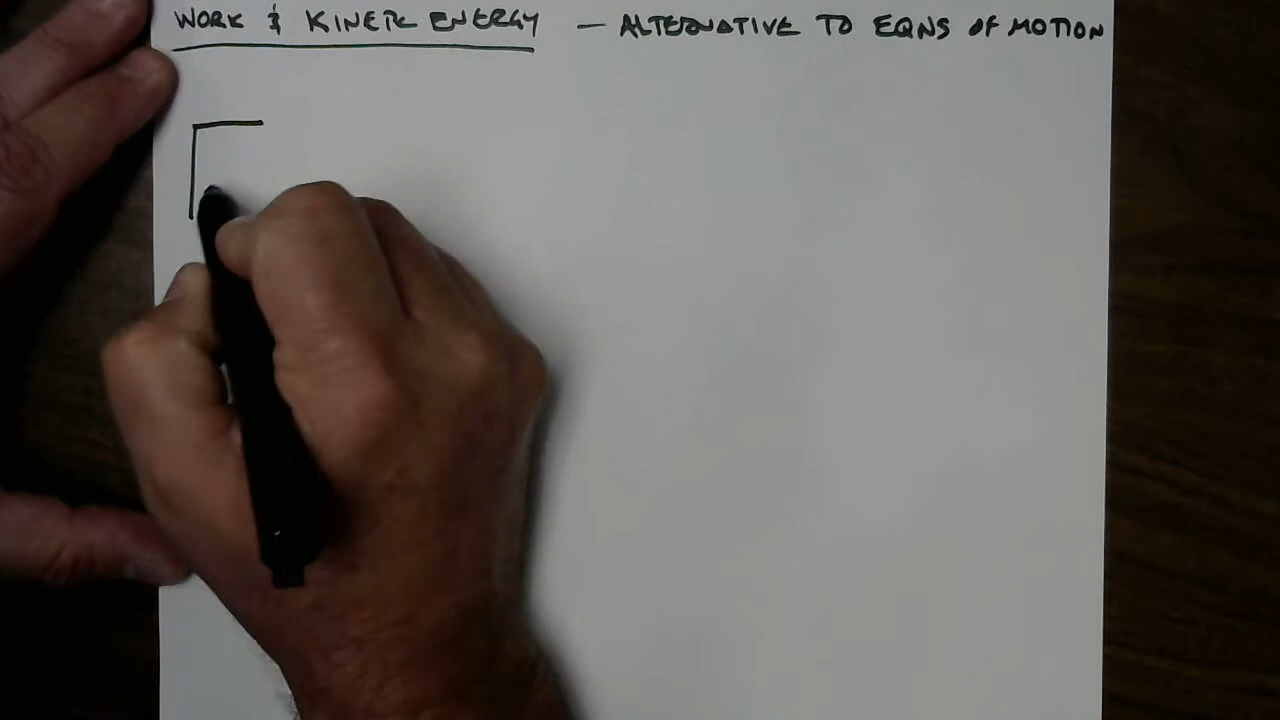 WORK & KINETIC ENERGY — ALTERNATIVE TO EQNS OF MOTION